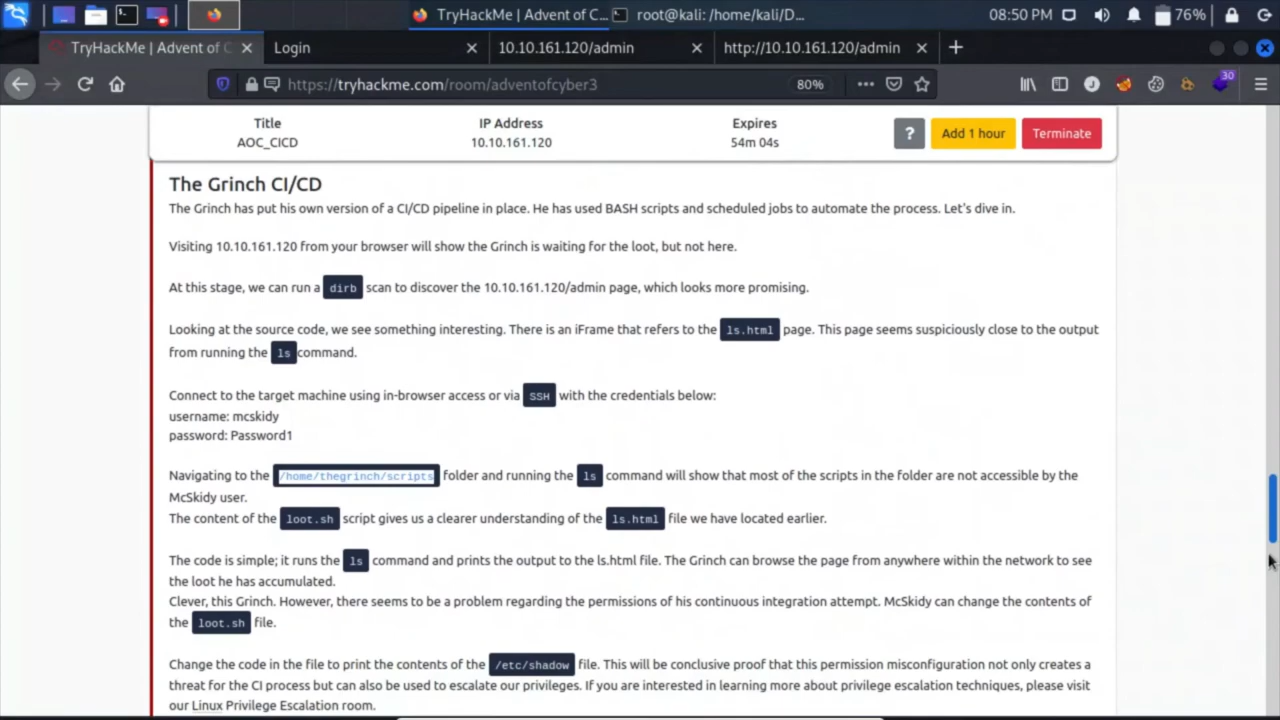 TryHackMe | Advent of C...
root@kali: /home/kali/D...
08:50 PM
76%
TryHackMe | Advent of C
Login
10.10.161.120/admin
http://10.10.161.120/admin
https://tryhackme.com/room/adventofcyber3
80%
30
Title
IP Address
Expires
AOC_CICD
10.10.161.120
54m 04s
?
Add 1 hour
Terminate
The Grinch CI/CD
The Grinch has put his own version of a CI/CD pipeline in place. He has used BASH scripts and scheduled jobs to automate the process. Let's dive in.
Visiting 10.10.161.120 from your browser will show the Grinch is waiting for the loot, but not here.
At this stage, we can run a dirb scan to discover the 10.10.161.120/admin page, which looks more promising.
Looking at the source code, we see something interesting. There is an iFrame that refers to the ls.html page. This page seems suspiciously close to the output
from running the ls command.
Connect to the target machine using in-browser access or via SSH with the credentials below:
username: mcskidy
password: Password1
Navigating to the /home/thegrinch/scripts folder and running the ls command will show that most of the scripts in the folder are not accessible by the
McSkidy user.
The content of the loot.sh script gives us a clearer understanding of the ls.html file we have located earlier.
The code is simple; it runs the ls command and prints the output to the ls.html file. The Grinch can browse the page from anywhere within the network to see
the loot he has accumulated.
Clever, this Grinch. However, there seems to be a problem regarding the permissions of his continuous integration attempt. McSkidy can change the contents of
the loot.sh file.
Change the code in the file to print the contents of the /etc/shadow file. This will be conclusive proof that this permission misconfiguration not only creates a
threat for the CI process but can also be used to escalate our privileges. If you are interested in learning more about privilege escalation techniques, please visit
our Linux Privilege Escalation room.